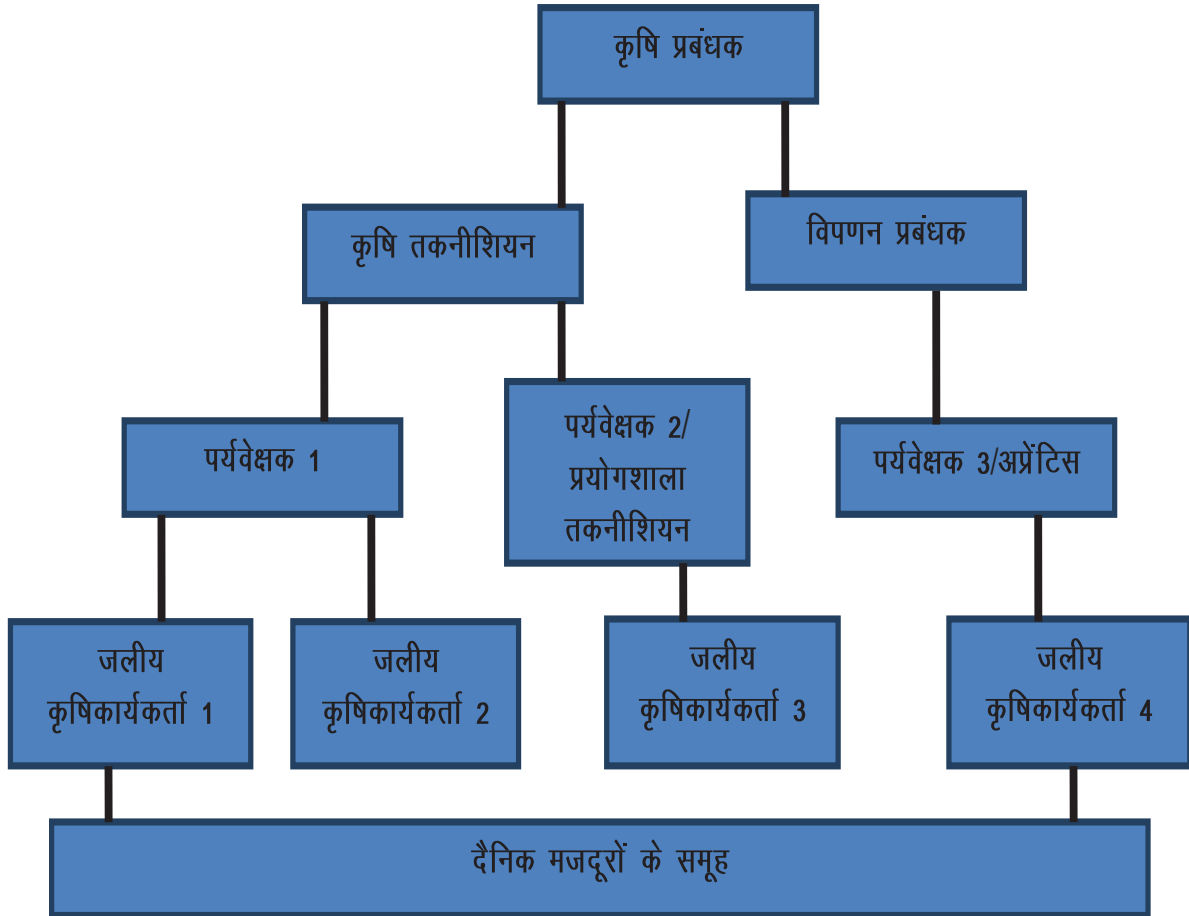 कृषि प्रबंधक
कृषि तकनीशियन
विपणन प्रबंधक
पर्यवेक्षक 1
पर्यवेक्षक 2/
प्रयोगशाला
तकनीशियन
पर्यवेक्षक 3/अप्रेंटिस
जलीय
कृषिकार्यकर्ता 1
जलीय
कृषिकार्यकर्ता 2
जलीय
कृषिकार्यकर्ता 3
जलीय
कृषिकार्यकर्ता 4
दैनिक मजदूरों के समूह